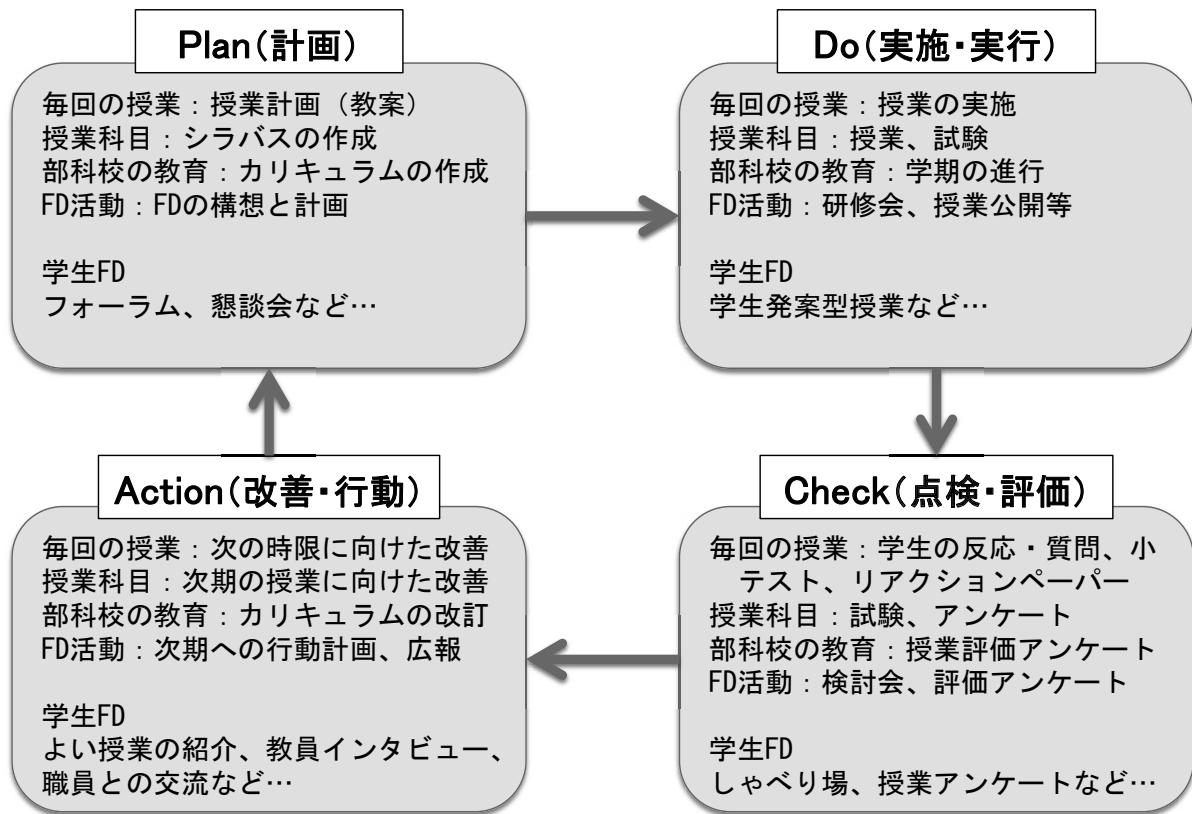 Plan(計画)
毎回の授業：授業計画（教案）
授業科目：シラバスの作成
部科校の教育：カリキュラムの作成
FD活動：FDの構想と計画
学生FD
フォーラム、懇談会など…
Do(実施・実行)
毎回の授業：授業の実施
授業科目：授業、試験
部科校の教育：学期の進行
FD活動：研修会、授業公開等
学生FD
学生発案型授業など…
Action(改善・行動)
毎回の授業：次の時限に向けた改善
授業科目：次期の授業に向けた改善
部科校の教育：カリキュラムの改訂
FD活動：次期への行動計画、広報
学生FD
よい授業の紹介、教員インタビュー、
職員との交流など…
Check(点検・評価)
毎回の授業：学生の反応・質問、小
テスト、リアクションペーパー
授業科目：試験、アンケート
部科校の教育：授業評価アンケート
FD活動：検討会、評価アンケート
学生FD
しゃべり場、授業アンケートなど…